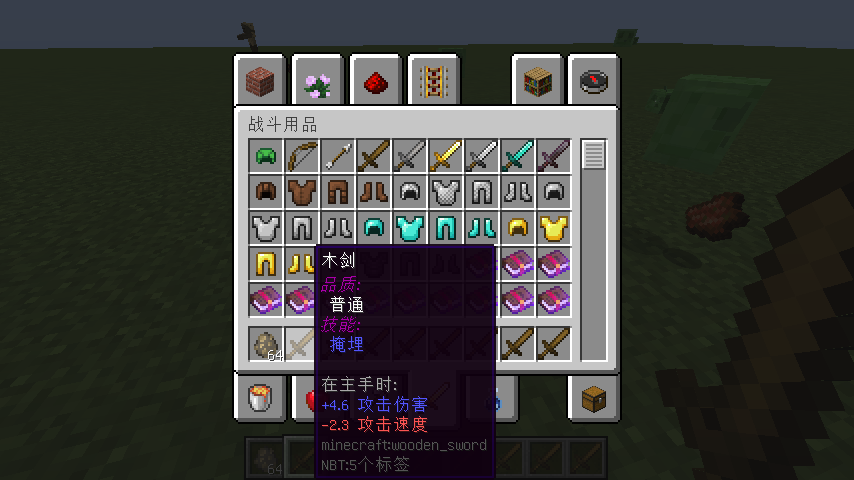 战斗用品
木剑
品质:
普通
技能:
掩埋
在主手时:
+4.6 攻击伤害
-2.3 攻击速度
minecraft:wooden_sword
NBT:5个标签
64
64